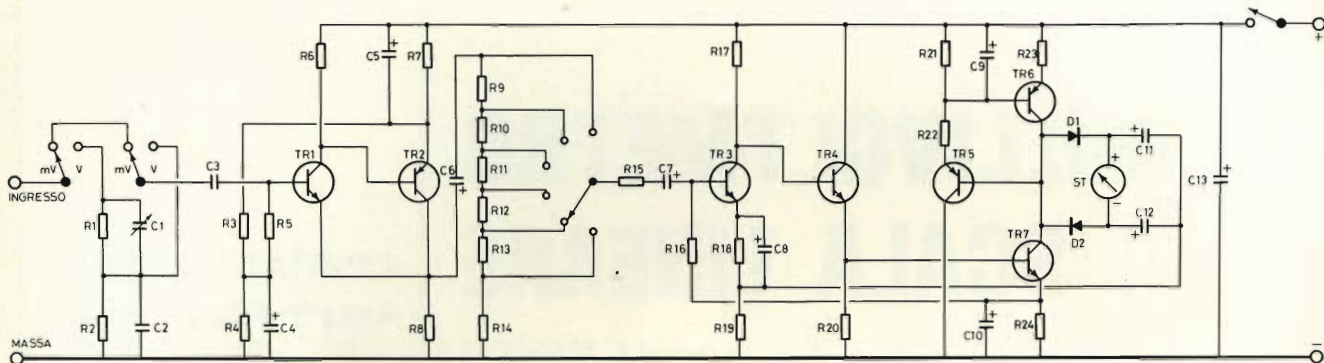 R6
C5
R7
R17
R21
C9
R23
TR6
+
mV
V
mV
V
R9
R10
R11
R12
R13
R14
R22
D1
C11
INGRESSO
C3
TR1
TR2
C6
R15
C7
TR3
TR4
TR5
ST
C13
R1
C1
R3
R5
R16
R18
C8
D2
C12
TR7
R2
C2
R4
C4
R8
R19
R20
C10
R24
MASSA
−